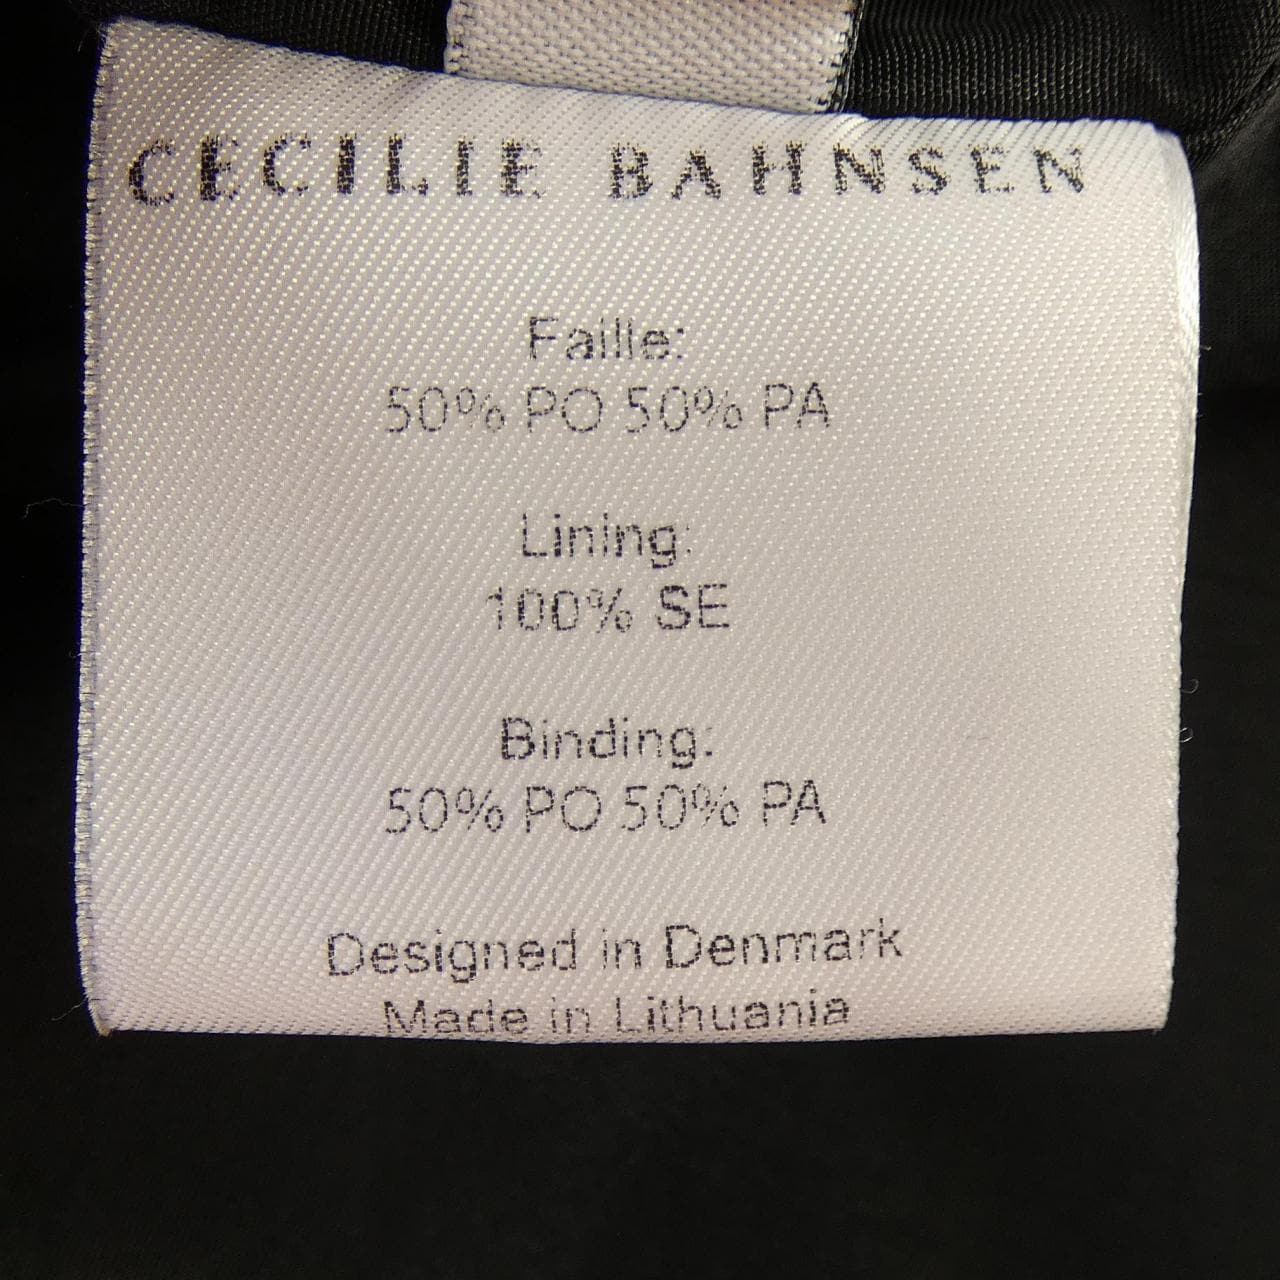 CECILIE BAHNSEN
Faille:
50% PO 50% PA
Lining:
100% SE
Binding:
50% PO 50% PA
Designed in Denmark
Made in Lithuania